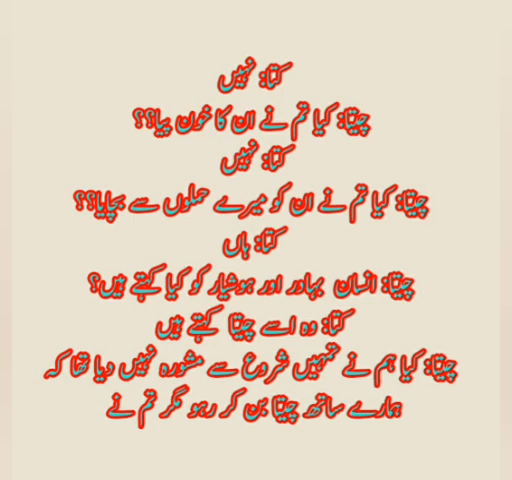 کتا: نہیں
چیتا: کیا تم نے ان کا خون پیا؟؟
کتا: نہیں
چیتا: کیا تم نے ان کو میرے حملوں سے بچایا؟؟
کتا: ہاں
چیتا: انسان بہادر اور ہوشیار کو کیا کہتے ہیں؟
کتا: وہ اسے چیتا کہتے ہیں
چیتا: کیا ہم نے تمہیں شروع سے مشورہ نہیں دیا تھا کہ
ہمارے ساتھ چیتا بن کر رہو مگر تم نے